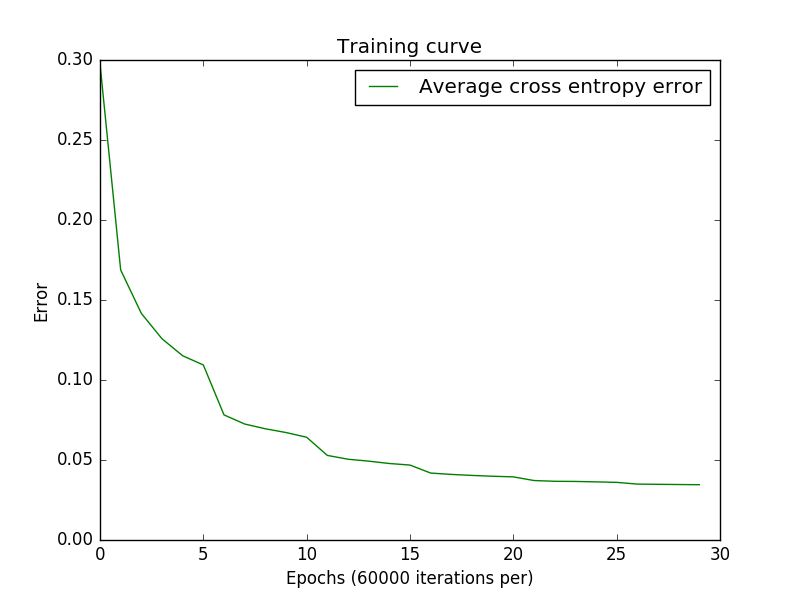 Training curve
Average cross entropy error
0.30
0.25
0.20
0.15
0.10
0.05
0.00
Error
0 5 10 15 20 25 30
Epochs (60000 iterations per)